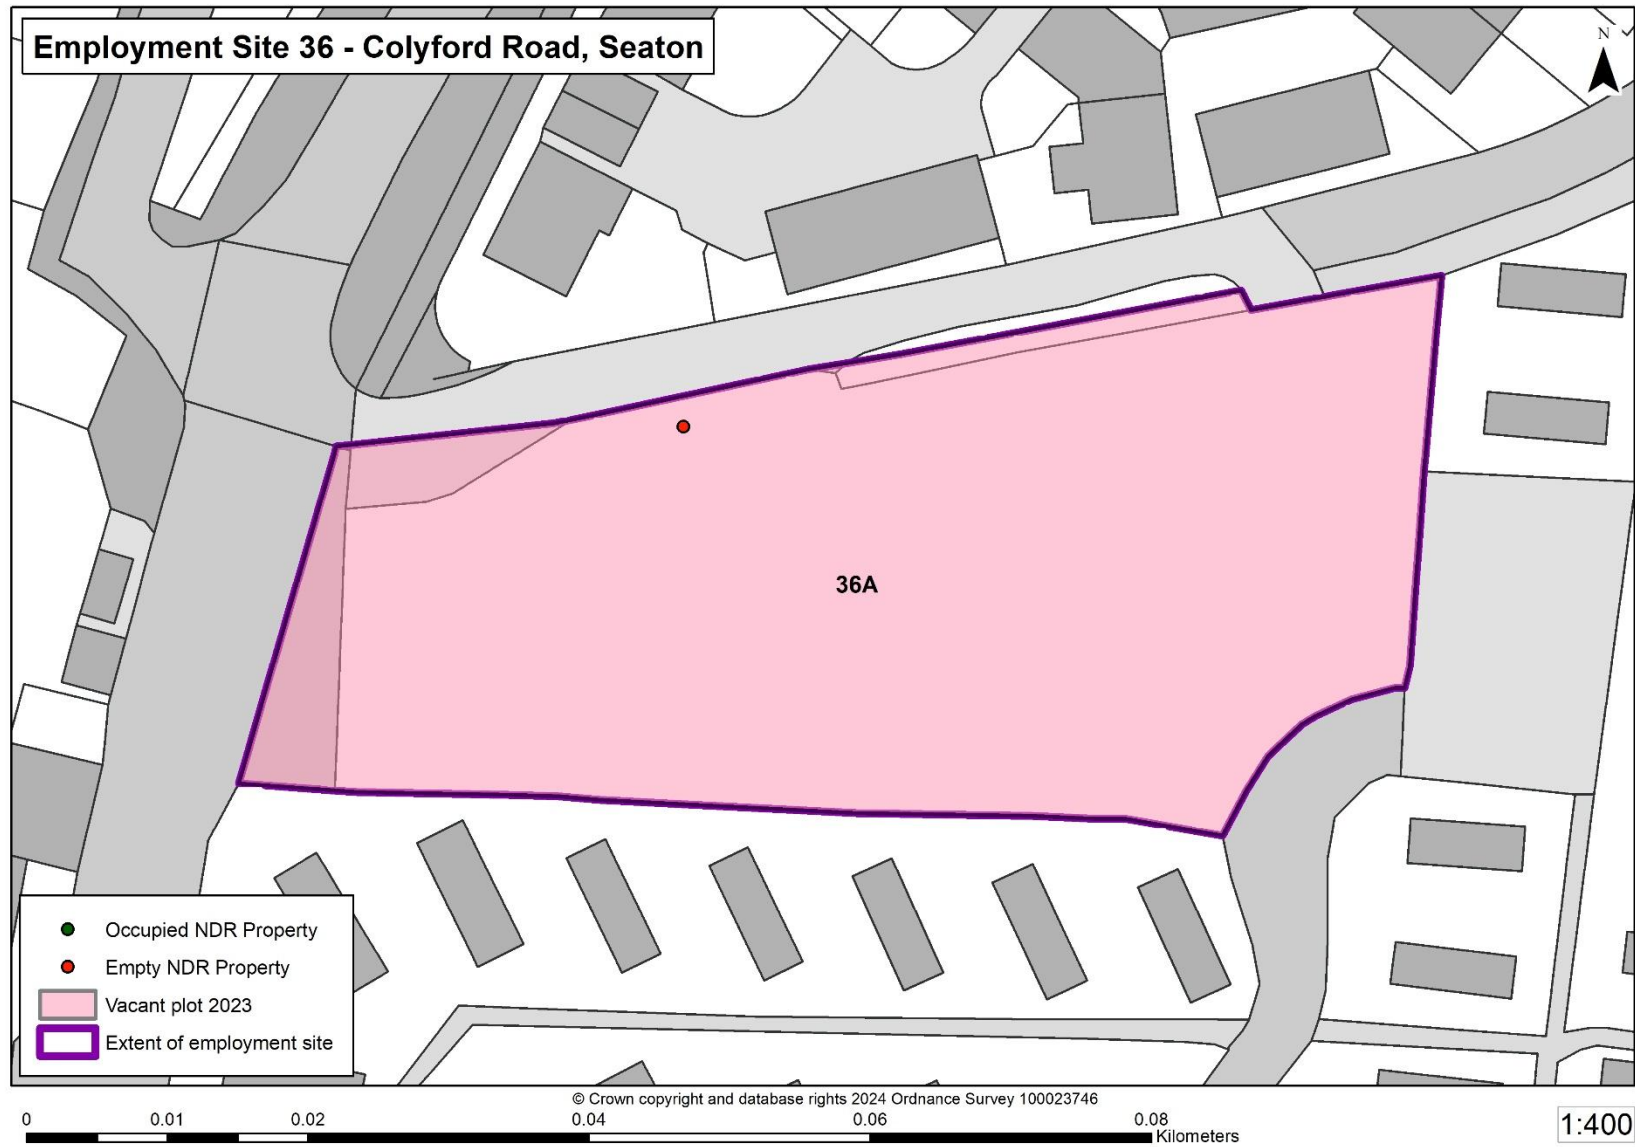 Employment Site 36 - Colyford Road, Seaton
N
36A
Occupied NDR Property
Empty NDR Property
Vacant plot 2023
Extent of employment site
© Crown copyright and database rights 2024 Ordnance Survey 100023746
0 0.01 0.02 0.04 0.06 0.08
Kilometers
1:400